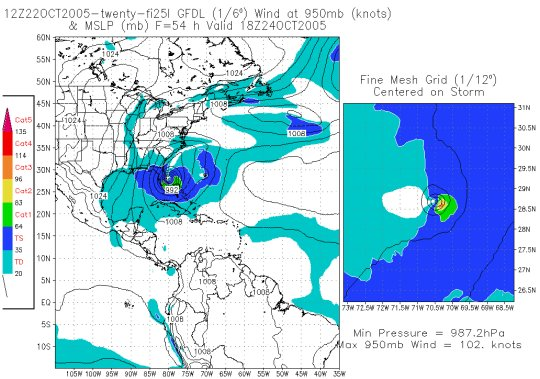 12Z22OCT2005-twenty-fi25l GFDL (1/6°) Wind at 950mb (knots)
& MSLP (mb) F=54 h Valid 18Z24OCT2005
Fine Mesh Grid (1/12°)
Centered on Storm
Cat5
135
Cat4
114
Cat3
96
Cat2
83
Cat1
64
TS
35
TD
20
60N
55N
50N
45N
40N
35N
30N
25N
20N
15N
10N
5N
EQ
5S
10S
105W 100W 95W 90W 85W 80W 75W 70W 65W 60W 55W 50W 45W 40W 35W
1024
1024
1024
1008
1008
1008
1008
992
1008
1008
1008
1008
31N
30.5N
30N
29.5N
29N
28.5N
28N
27.5N
27N
26.5N
73W 72.5W 72W 71.5W 71W 70.5W 70W 69.5W 69W 68.5W
Min Pressure = 987.2hPa
Max 950mb Wind = 102. knots